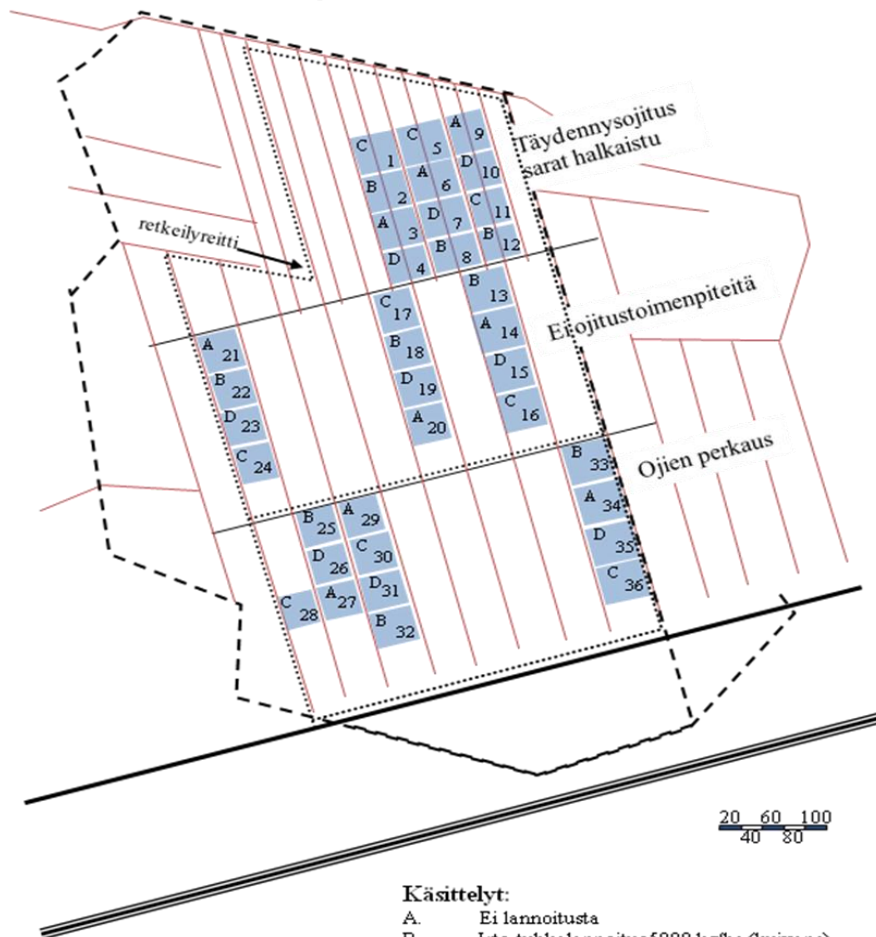 Täydennysojitus
sarat halkaistu
A 9
C 5
C 1
D 10
A 6
B 2
C 11
D 7
A 3
B 12
B 8
D 4
retkeilyreitti
B 13
C 17
Ei ojitustoimenpiteitä
A 14
A 21
B 18
D 15
B 22
D 19
C 16
D 23
A 20
C 24
B 33
Ojien perkaus
B 25
A 29
A 34
D 26
C 30
D 35
A 27
D 31
C 36
C 28
B 32
20 60 100
40 80
Käsittelyt:
A. Ei lannoitusta